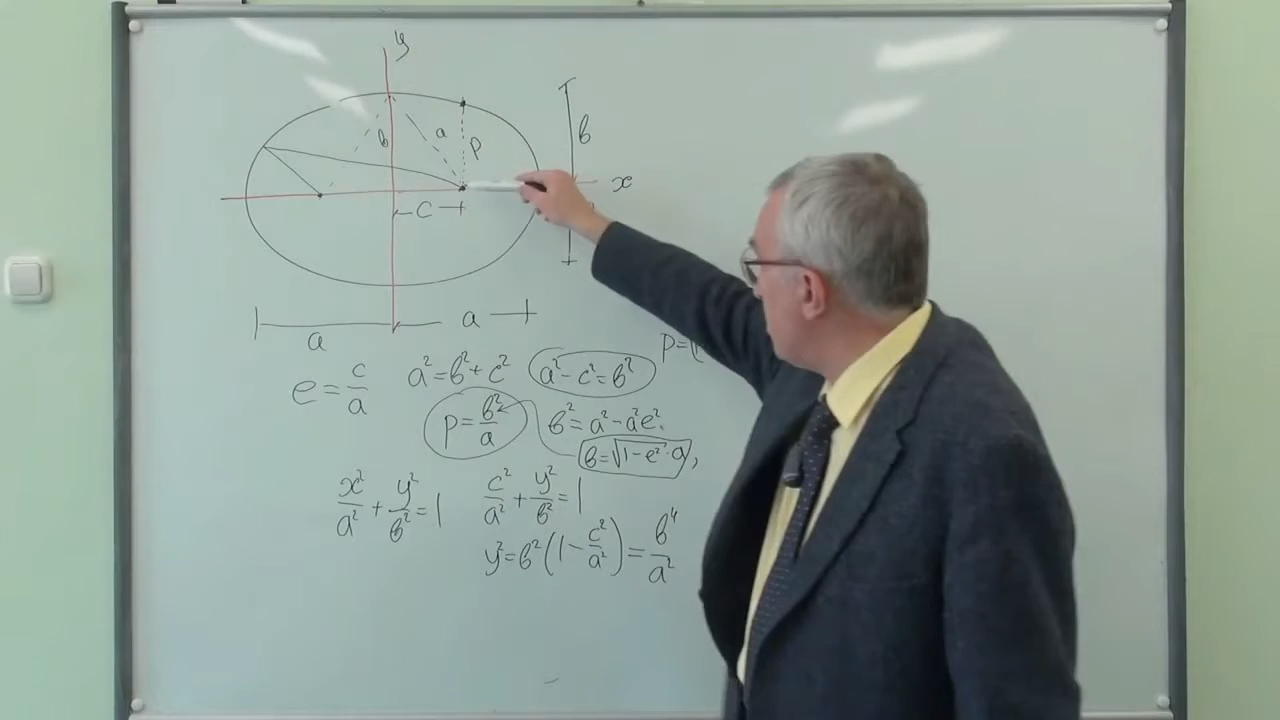 y
b
a
p
b
x
c
a
a
p=(
e=c/a
a²=b²+c²
a²-c²=b²
p=b²/a
b²=a²-a²e².
b=√1-e²·a,
x²/a²+y²/b²=1
c²/a²+y²/b²=1
y²=b²(1-c²/a²)=b⁴/a²